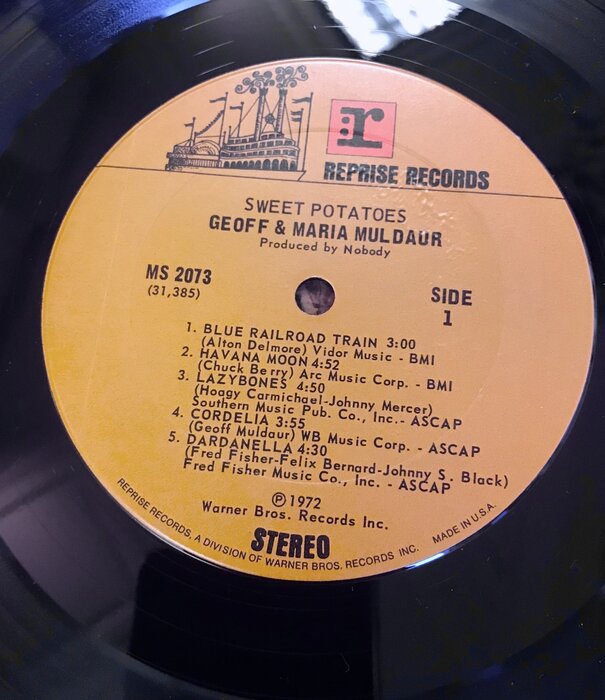 r:
REPRISE RECORDS
SWEET POTATOES
GEOFF & MARIA MULDAUR
Produced by Nobody
MS 2073
(31,385)
SIDE
1
1. BLUE RAILROAD TRAIN 3:00
(Alton Delmore) Vidor Music - BMI
2. HAVANA MOON 4:52
(Chuck Berry) Arc Music Corp. - BMI
3. LAZYBONES 4:50
(Hoagy Carmichael-Johnny Mercer)
Southern Music Pub. Co., Inc.- ASCAP
4. CORDELIA 3:55
(Geoff Muldaur) WB Music Corp. - ASCAP
5. DARDANELLA 4:30
(Fred Fisher-Felix Bernard-Johnny S. Black)
Fred Fisher Music Co., Inc. - ASCAP
℗ 1972
Warner Bros. Records Inc.
STEREO
REPRISE RECORDS, A DIVISION OF WARNER BROS. RECORDS INC. MADE IN U.S.A.